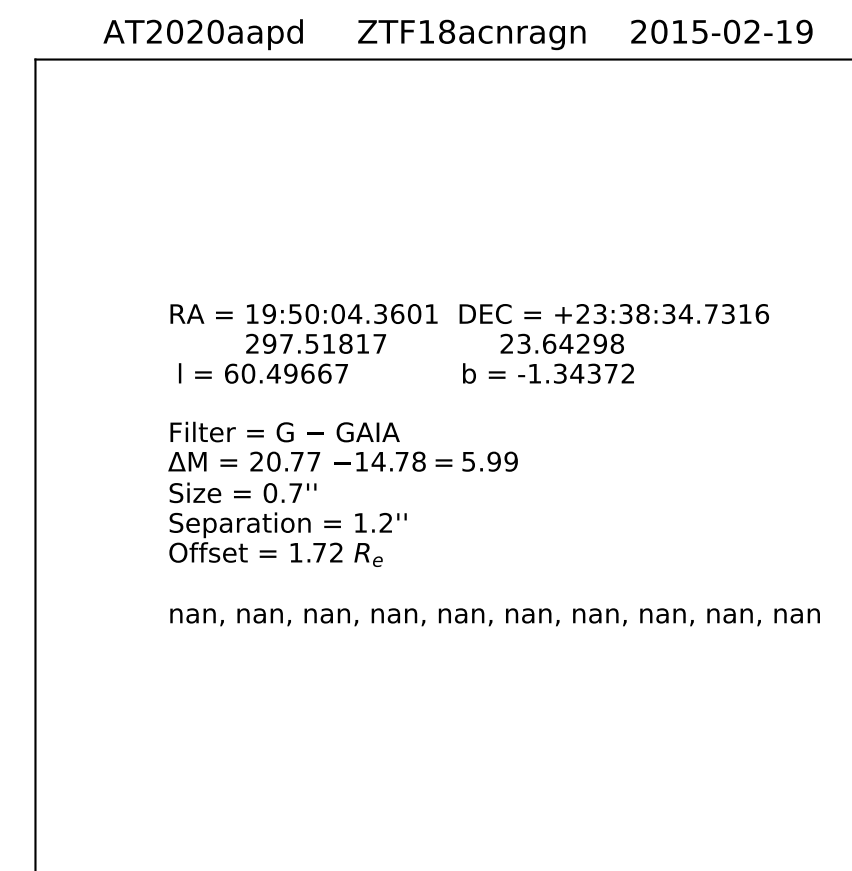 AT2020aapd ZTF18acnragn 2015-02-19
RA = 19:50:04.3601 DEC = +23:38:34.7316
297.51817 23.64298
l = 60.49667 b = -1.34372
Filter = G − GAIA
ΔM = 20.77 −14.78 = 5.99
Size = 0.7''
Separation = 1.2''
Offset = 1.72 Re
nan, nan, nan, nan, nan, nan, nan, nan, nan, nan